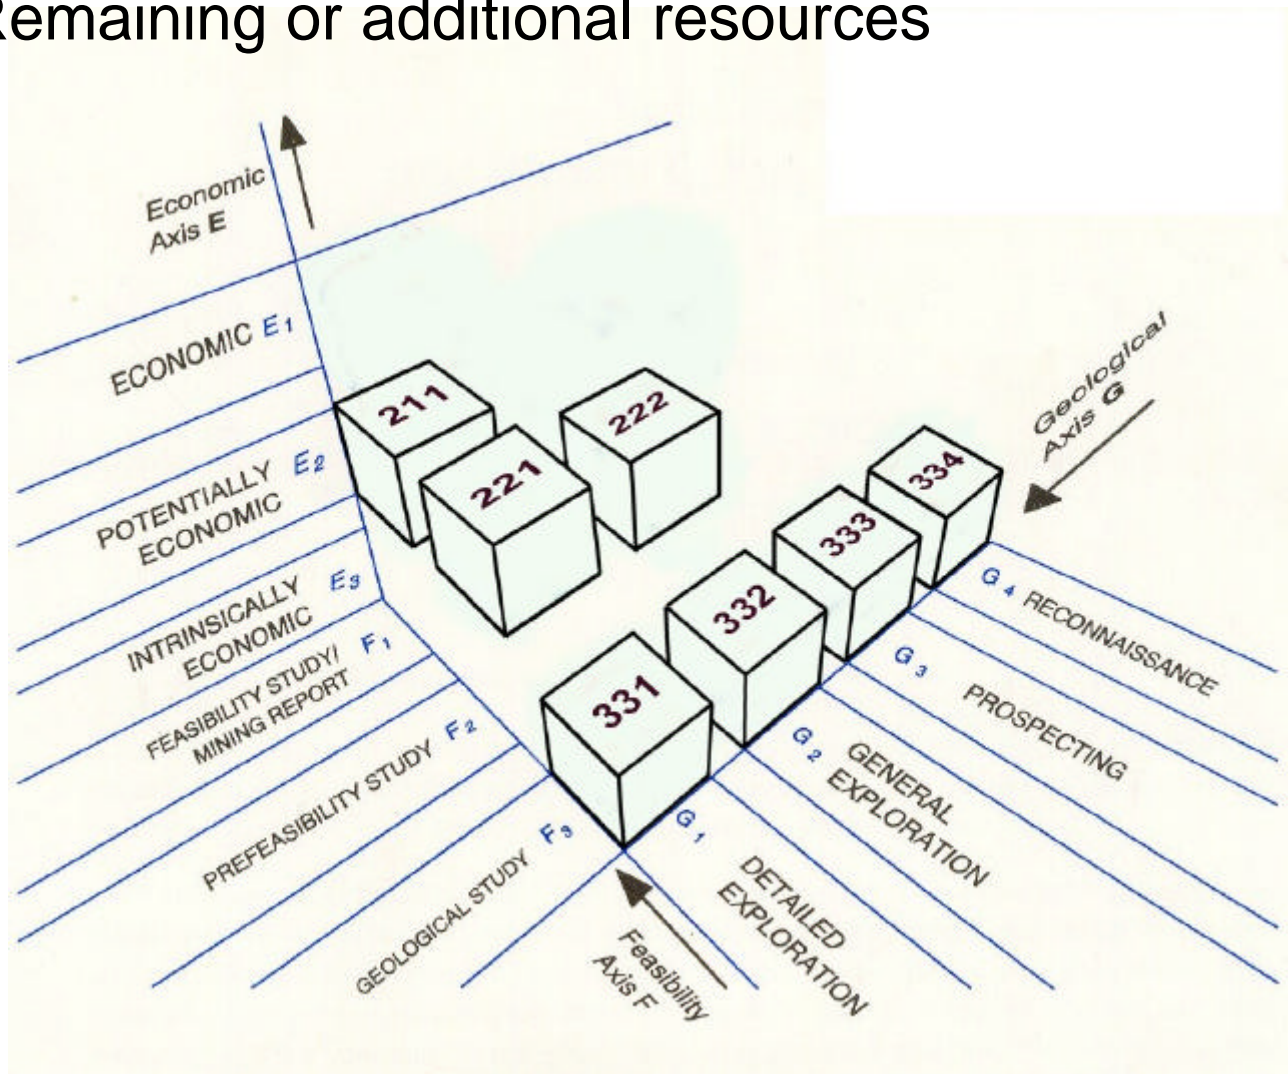 Remaining or additional resources
Economic
Axis E
ECONOMIC E1
POTENTIALLY
ECONOMIC
E2
INTRINSICALLY
ECONOMIC
E3
FEASIBILITY STUDY/
MINING REPORT
F1
PREFEASIBILITY STUDY F2
GEOLOGICAL STUDY F3
211
221
222
331
332
333
334
Geological
Axis G
G4 RECONNAISSANCE
G3 PROSPECTING
G2 GENERAL
EXPLORATION
G1 DETAILED
EXPLORATION
Feasibility
Axis F